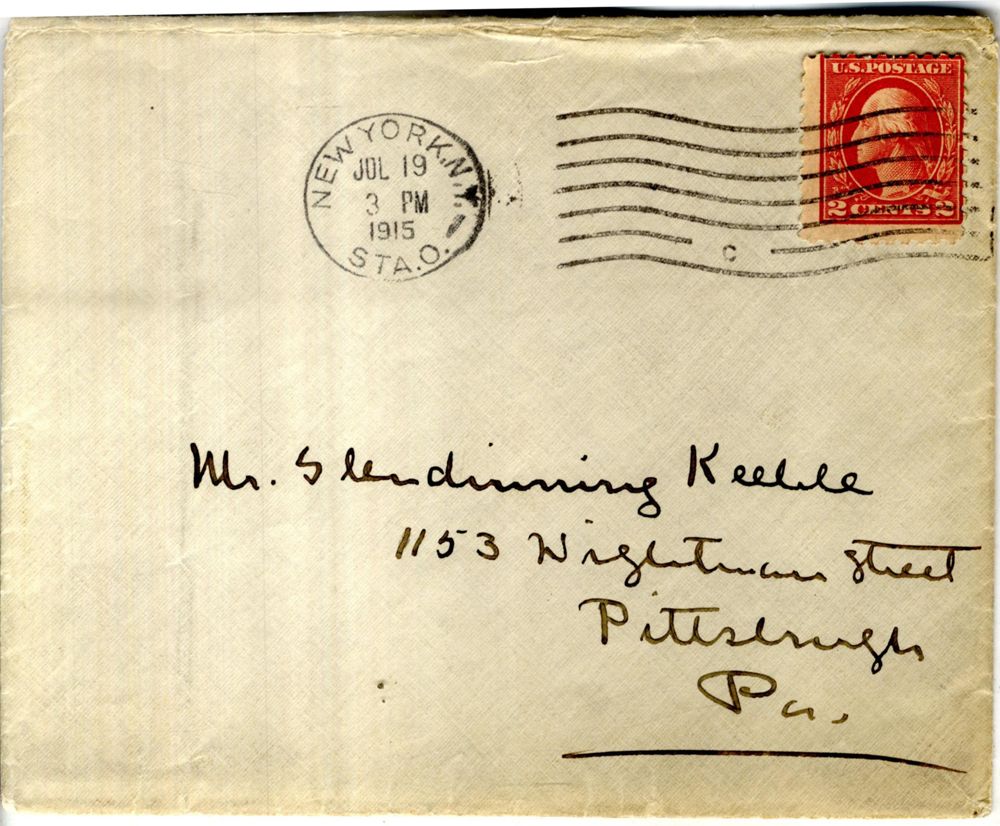 NEW YORK, N.Y.
JUL 19
3 PM
1915
STA. O.
C
U.S. POSTAGE
2 CENTS 2
Mr. Glendinning Keeble
1153 Wightman Street
Pittsburgh
Pa.